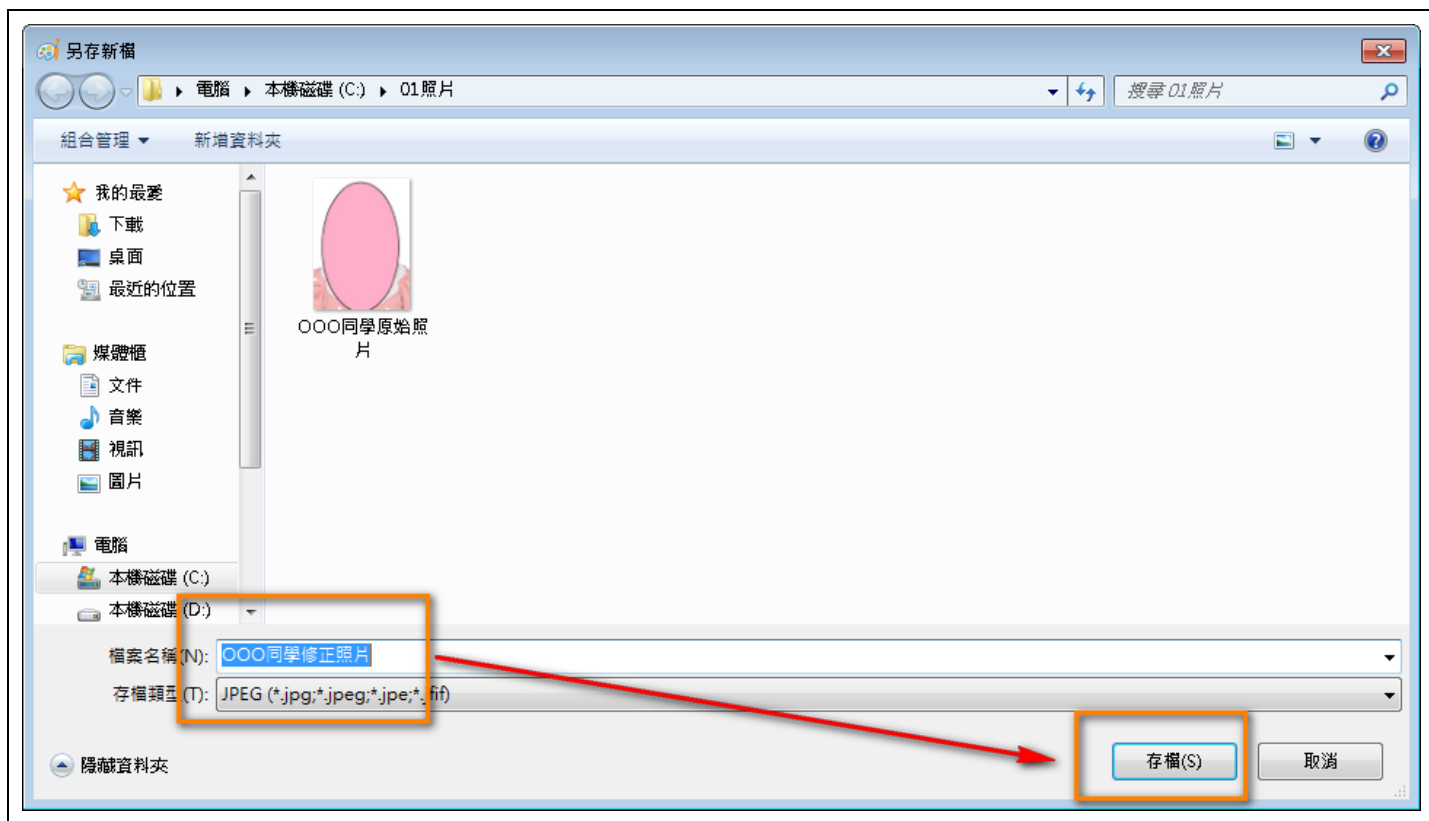 另存新檔
電腦 ▸ 本機磁碟 (C:) ▸ 01照片
搜尋 01照片
組合管理 ▼ 新增資料夾
我的最愛
下載
桌面
最近的位置
媒體櫃
文件
音樂
視訊
圖片
電腦
本機磁碟 (C:)
本機磁碟 (D:)
OOO同學原始照
片
檔案名稱(N): OOO同學修正照片
存檔類型(T): JPEG (*.jpg;*.jpeg;*.jpe;*.jfif)
隱藏資料夾
存檔(S)
取消